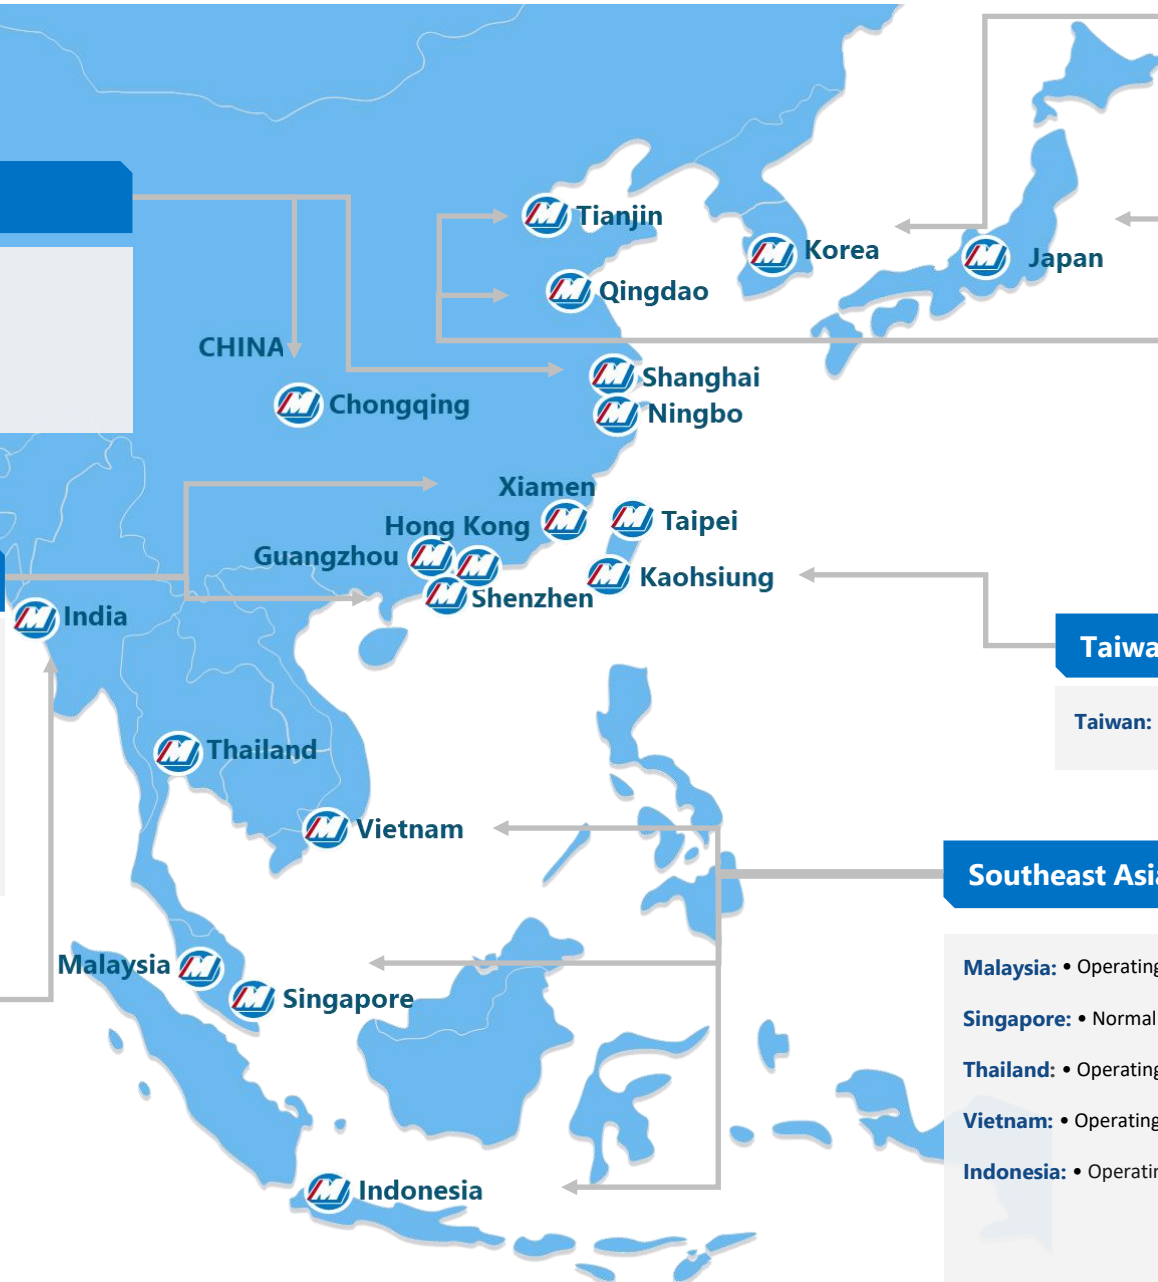 Tianjin
Korea
Japan
Qingdao
CHINA
Shanghai
Chongqing
Ningbo
Xiamen
Hong Kong
Taipei
Guangzhou
Kaohsiung
Shenzhen
India
Taiwa
Taiwan:
Thailand
Vietnam
Southeast Asia
Malaysia
Singapore
Malaysia: • Operating
Singapore: • Normal
Thailand: • Operating
Vietnam: • Operating
Indonesia: • Operatin
Indonesia